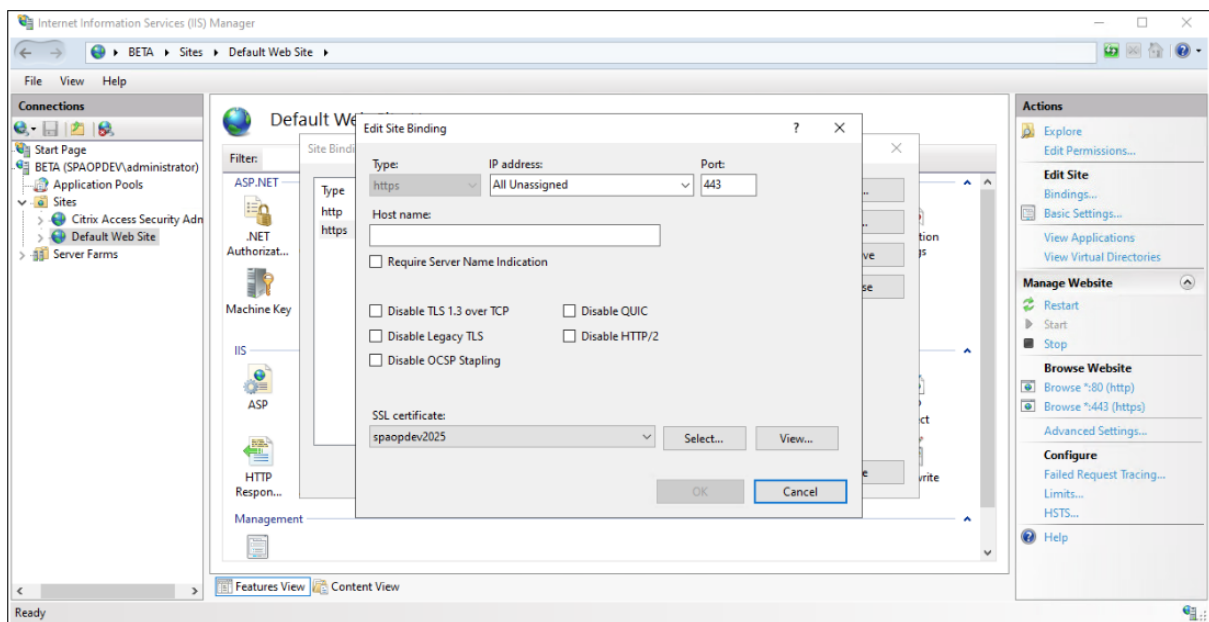 Internet Information Services (IIS) Manager
BETA Sites Default Web Site
File View Help
Connections
Start Page
BETA (SPAOPDEV\administrator)
Application Pools
Sites
Citrix Access Security Adn
Default Web Site
Server Farms
Filter:
ASP.NET
.NET
Authorizat...
Machine Key
IIS
ASP
HTTP
Respon...
Management
Features View Content View
Ready
Site Bindi
Type
http
https
Edit Site Binding
Type: IP address: Port:
https All Unassigned 443
Host name:
Require Server Name Indication
Disable TLS 1.3 over TCP Disable QUIC
Disable Legacy TLS Disable HTTP/2
Disable OCSP Stapling
SSL certificate:
spaopdev2025 Select... View...
OK Cancel
Actions
Explore
Edit Permissions...
Edit Site
Bindings...
Basic Settings...
View Applications
View Virtual Directories
Manage Website
Restart
Start
Stop
Browse Website
Browse *:80 (http)
Browse *:443 (https)
Advanced Settings...
Configure
Failed Request Tracing...
Limits...
HSTS...
Help